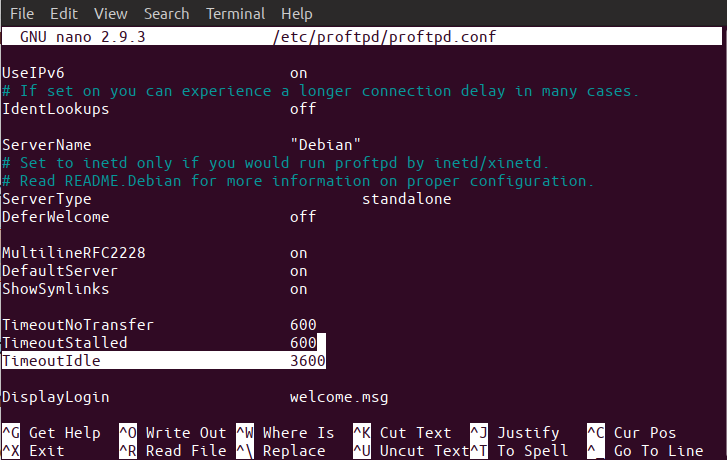 File Edit View Search Terminal Help
GNU nano 2.9.3 /etc/proftpd/proftpd.conf
UseIPv6 on
# If set on you can experience a longer connection delay in many cases.
IdentLookups off
ServerName "Debian"
# Set to inetd only if you would run proftpd by inetd/xinetd.
# Read README.Debian for more information on proper configuration.
ServerType standalone
DeferWelcome off
MultilineRFC2228 on
DefaultServer on
ShowSymlinks on
TimeoutNoTransfer 600
TimeoutStalled 600
TimeoutIdle 3600
DisplayLogin welcome.msg
^G Get Help ^O Write Out ^W Where Is ^K Cut Text ^J Justify ^C Cur Pos
^X Exit ^R Read File ^\ Replace ^U Uncut Text ^T To Spell ^_ Go To Line